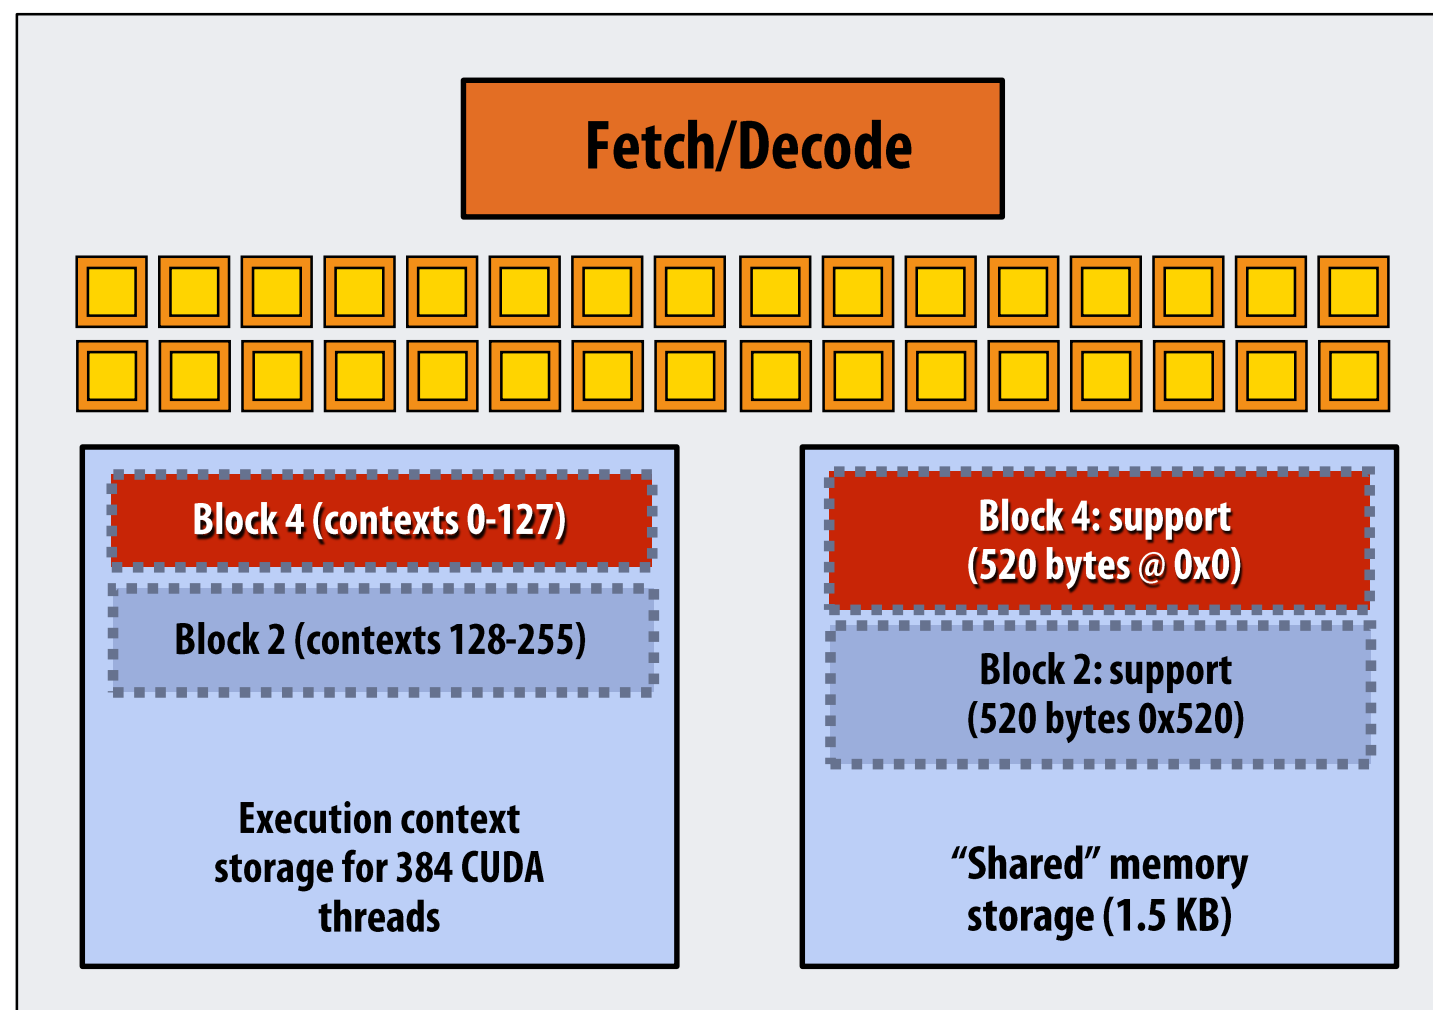 Fetch/Decode
Block 4 (contexts 0-127)
Block 2 (contexts 128-255)
Execution context
storage for 384 CUDA
threads
Block 4: support
(520 bytes @ 0x0)
Block 2: support
(520 bytes 0x520)
“Shared” memory
storage (1.5 KB)